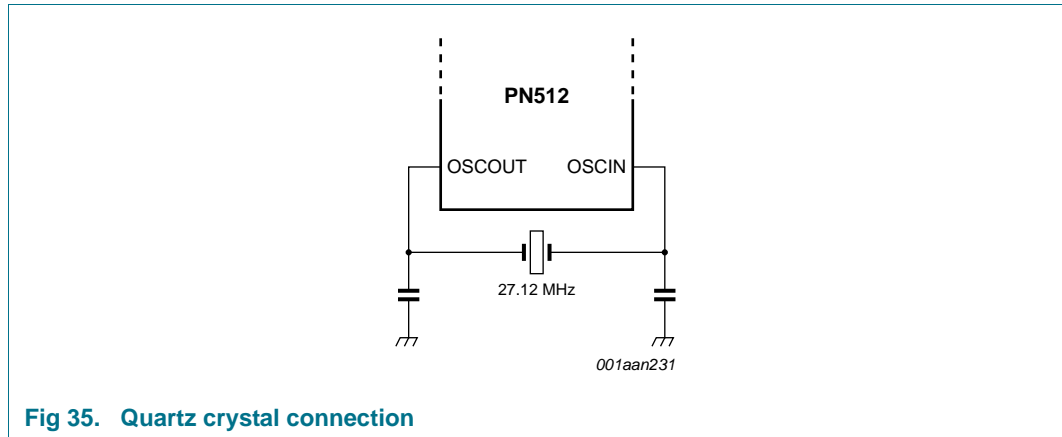 PN512
OSCOUT OSCIN
27.12 MHz
001aan231
Fig 35. Quartz crystal connection